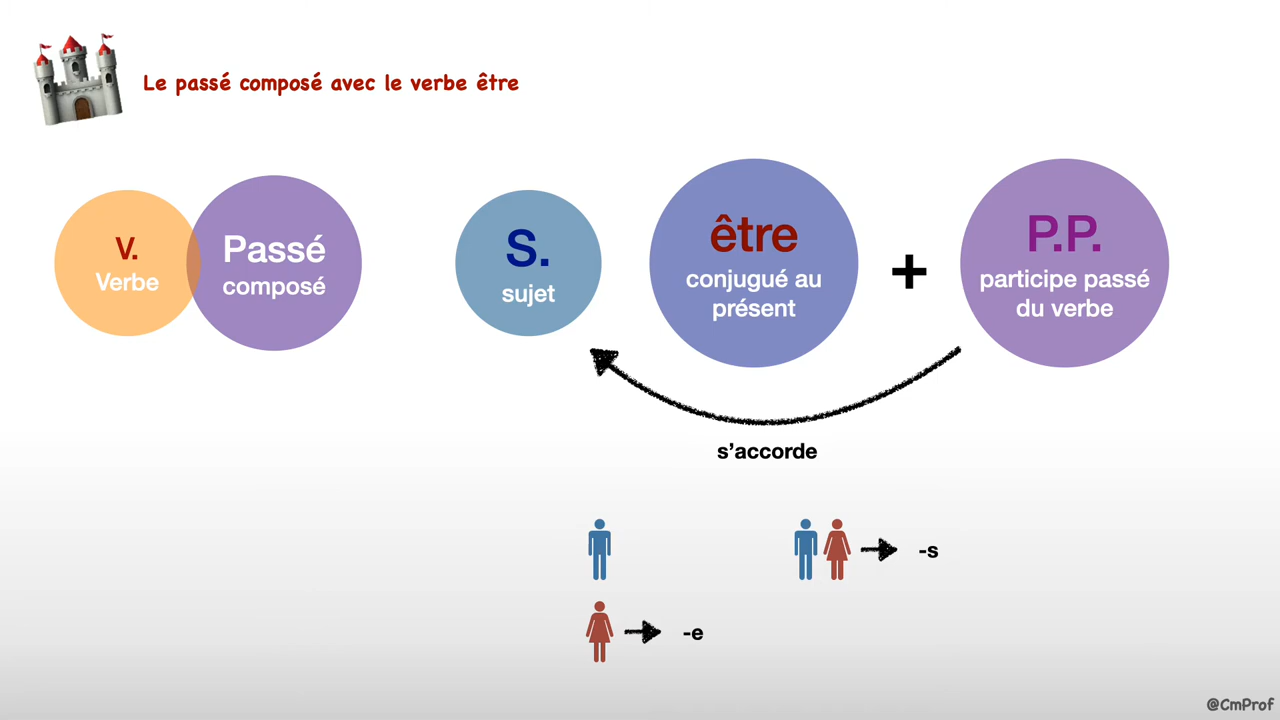 Le passé composé avec le verbe être
V.
Verbe
Passé
composé
S.
sujet
être
conjugué au
présent
+
P.P.
participe passé
du verbe
s'accorde
-s
-e
@CmProf